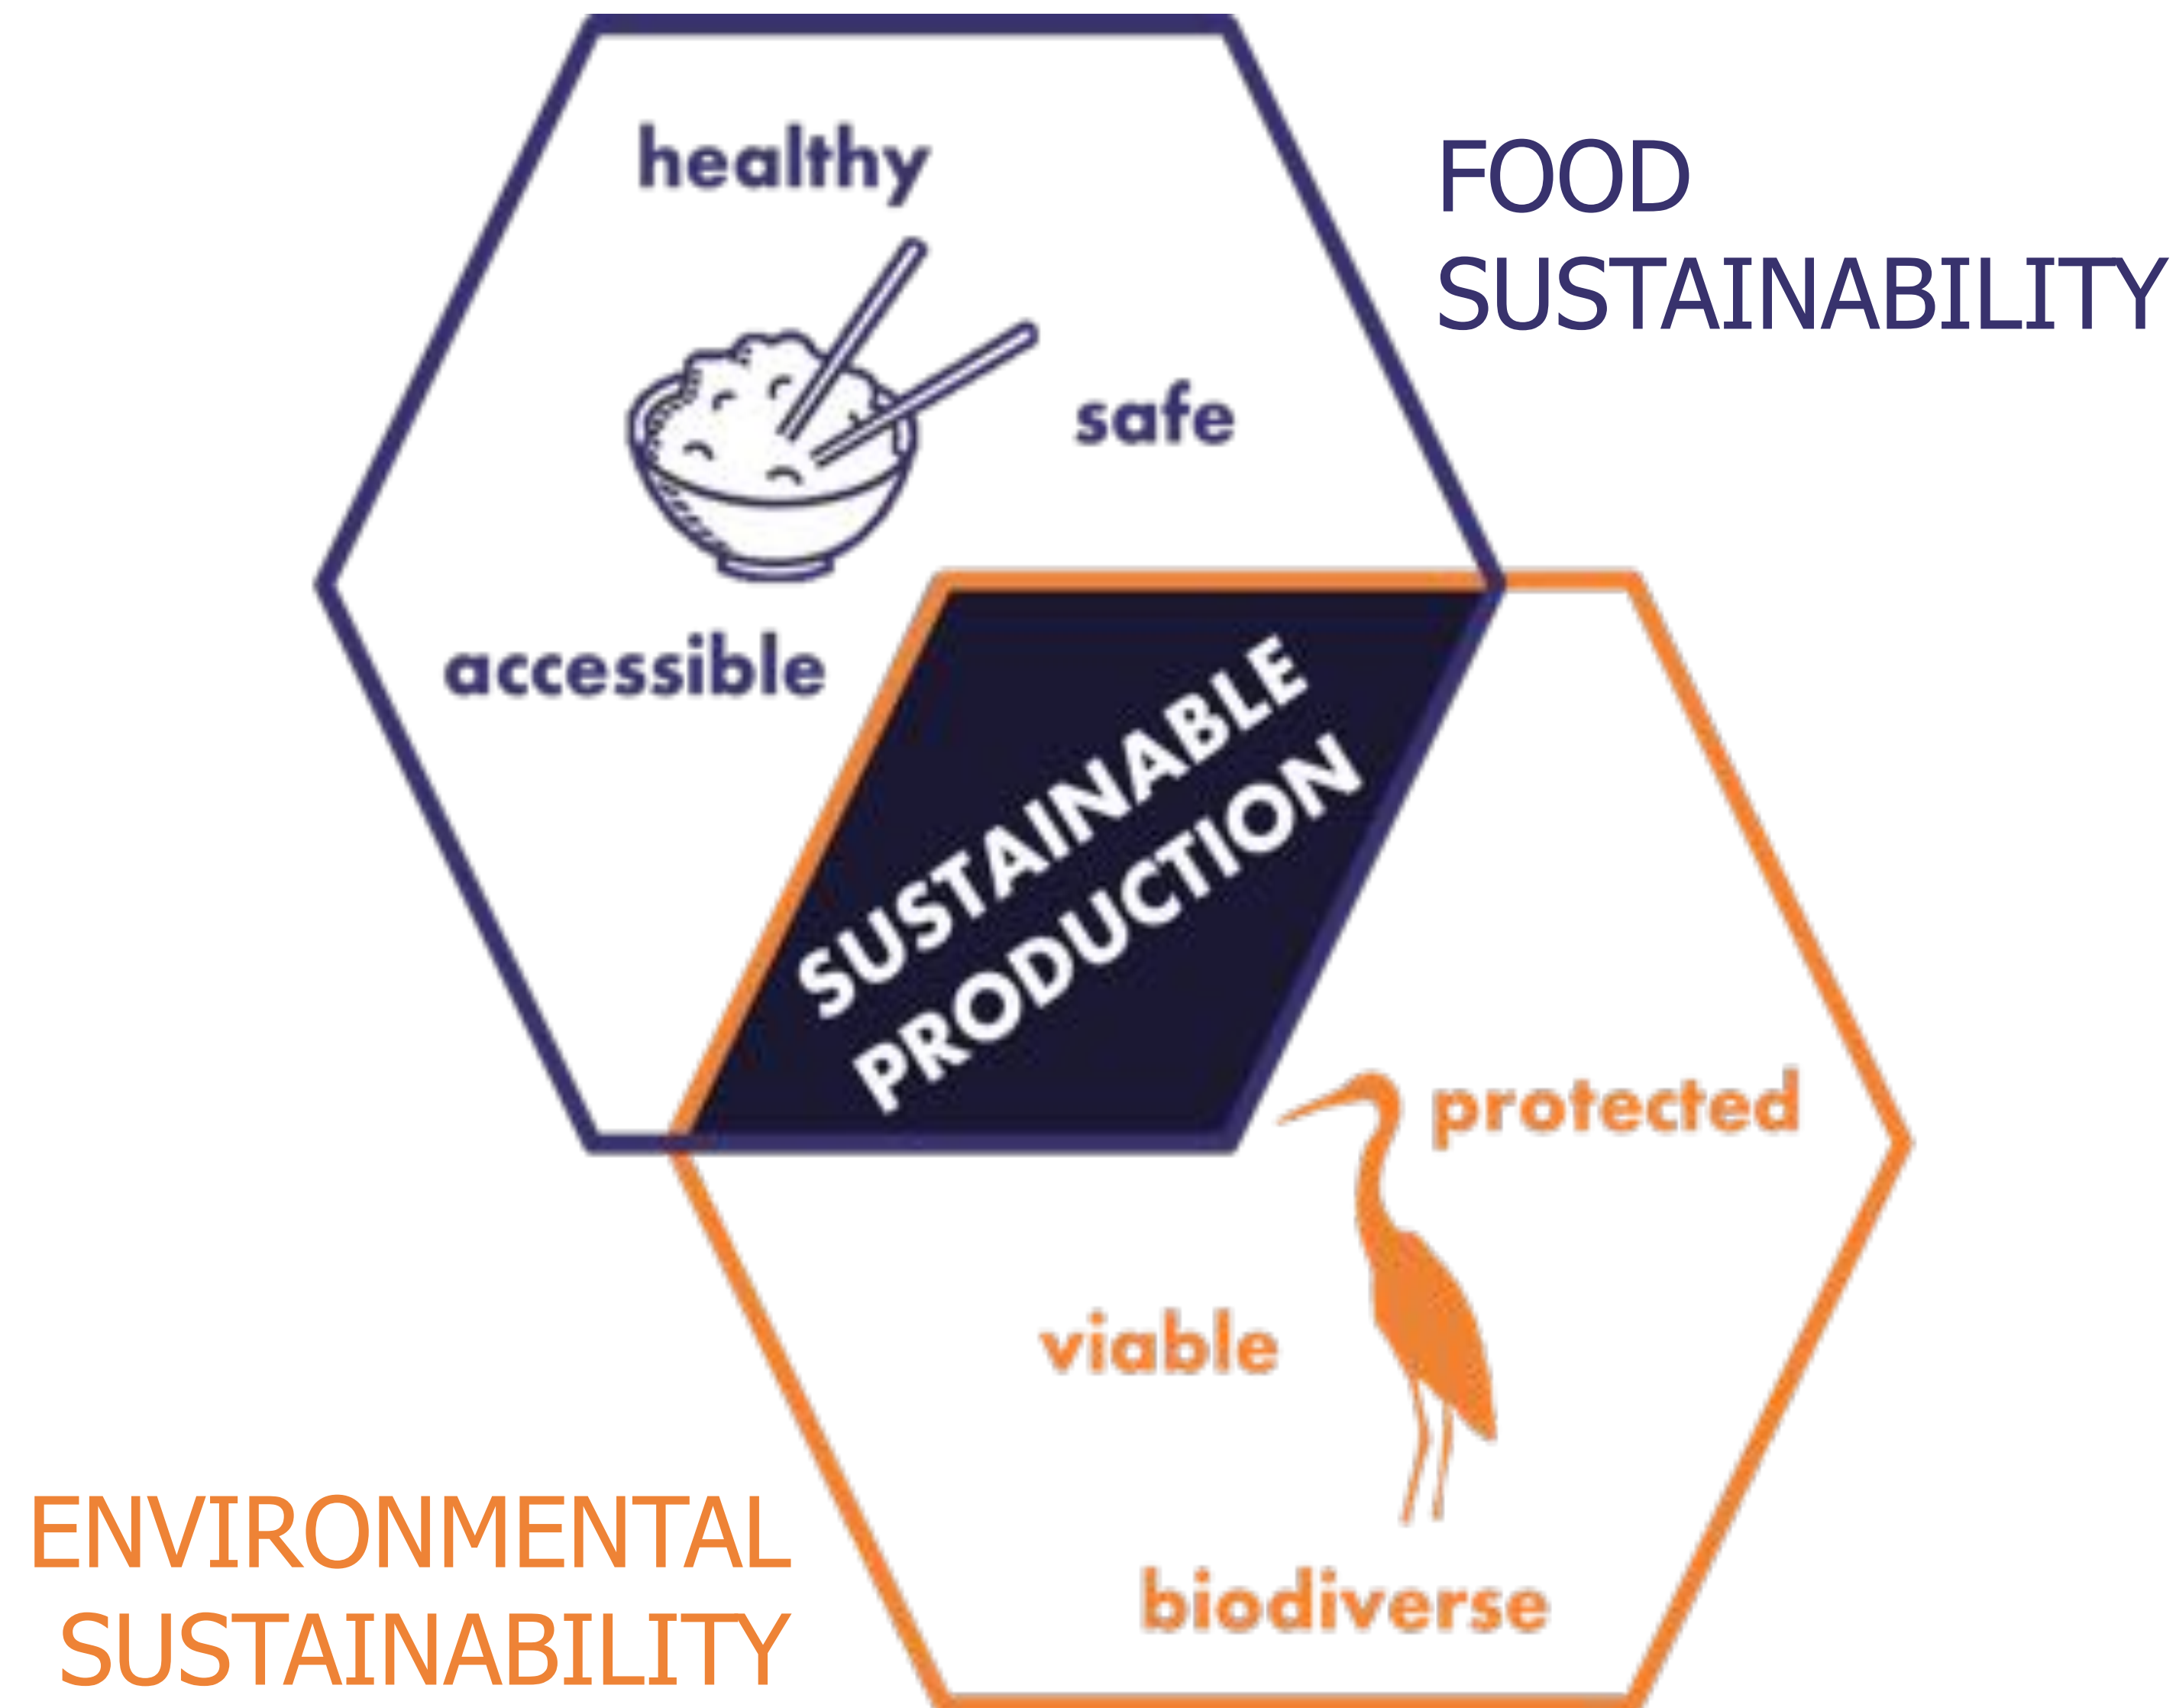 healthy
FOOD
SUSTAINABILITY
safe
accessible
SUSTAINABLE
PRODUCTION
protected
viable
biodiverse
ENVIRONMENTAL
SUSTAINABILITY